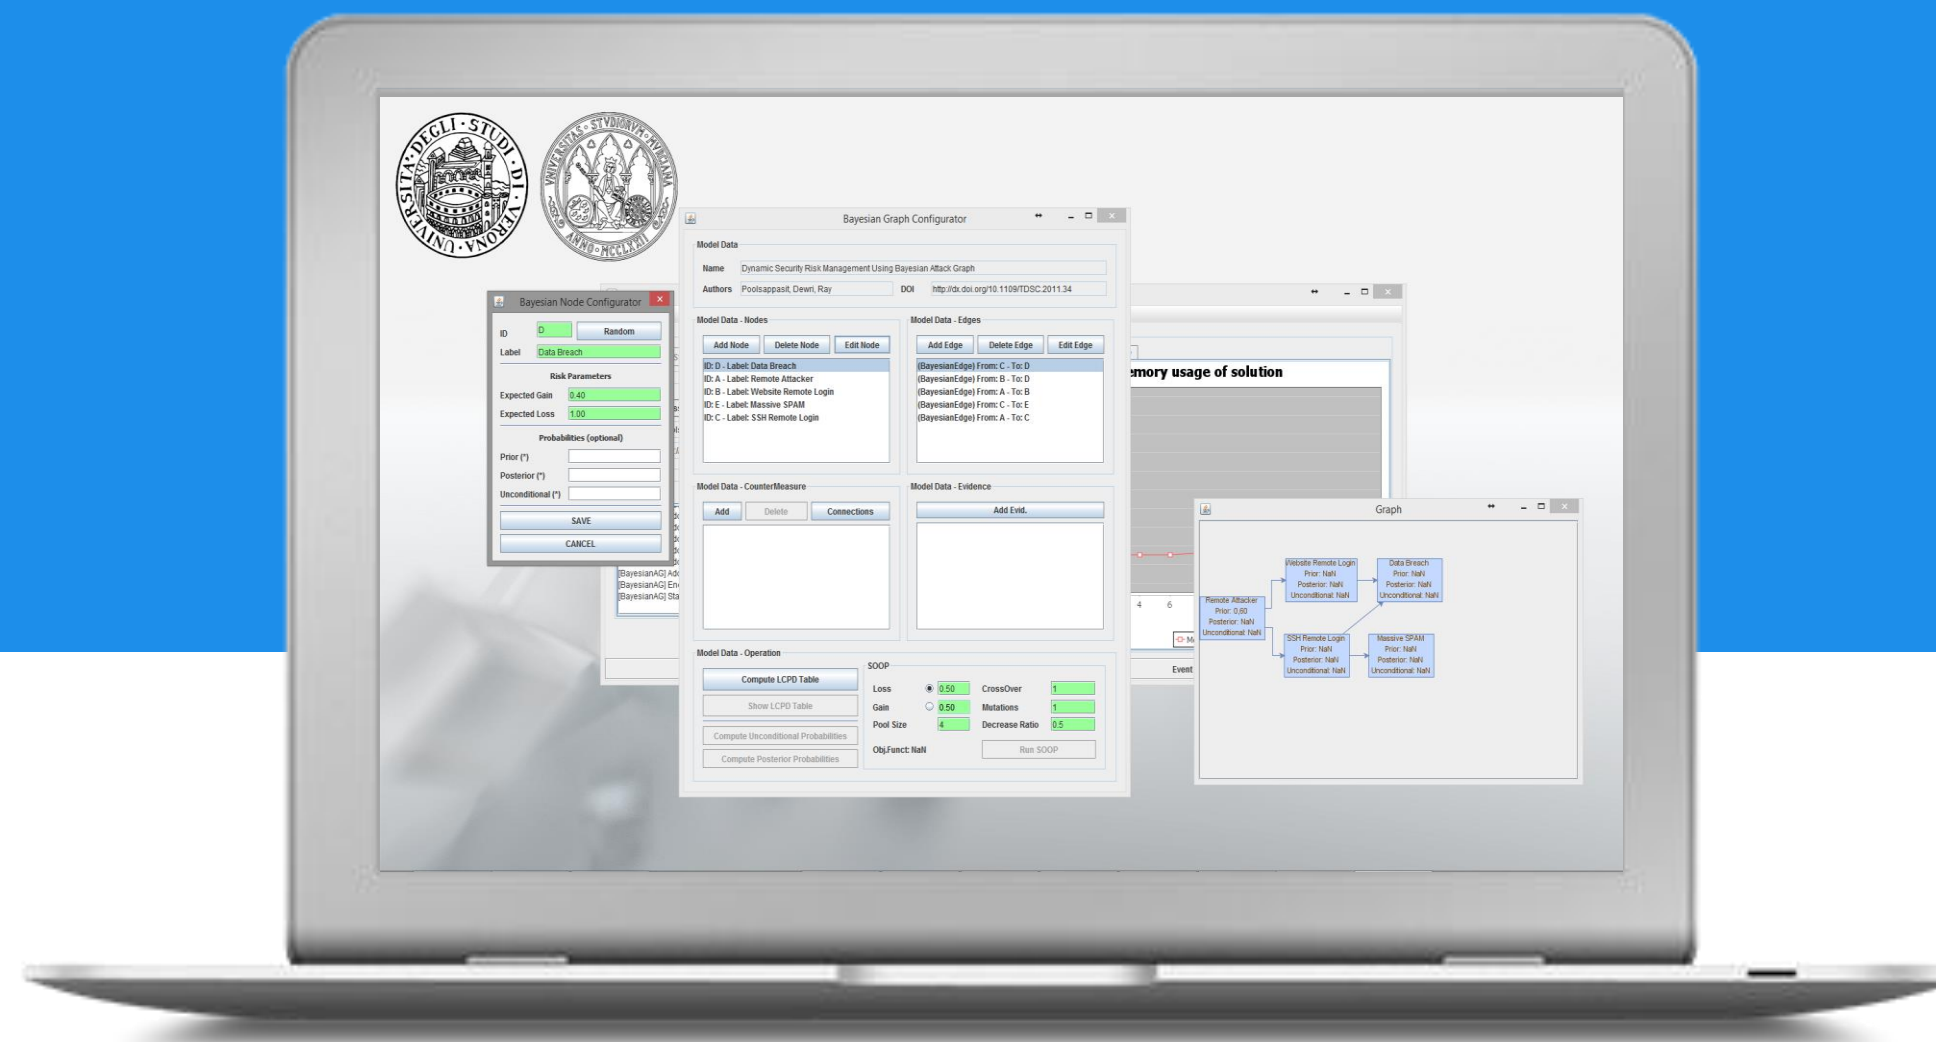 UNIVERSITA' · DEGLI · STUDI · DI · VERONA
VNIVERSITAS · STVDIORVM · MVRCIANA
ANNO · MCCLXXII
Bayesian Graph Configurator
Model Data
Name Dynamic Security Risk Management Using Bayesian Attack Graph
Authors Poolsappasit, Dewri, Ray DOI http://dx.doi.org/10.1109/TDSC.2011.34
Model Data - Nodes
Add Node Delete Node Edit Node
ID: D - Label: Data Breach
ID: A - Label: Remote Attacker
ID: B - Label: Website Remote Login
ID: E - Label: Massive SPAM
ID: C - Label: SSH Remote Login
Model Data - Edges
Add Edge Delete Edge Edit Edge
(BayesianEdge) From: C - To: D
(BayesianEdge) From: B - To: D
(BayesianEdge) From: A - To: B
(BayesianEdge) From: C - To: E
(BayesianEdge) From: A - To: C
Model Data - CounterMeasure
Add Delete Connections
Model Data - Evidence
Add Evid.
Model Data - Operation
Compute LCPD Table
Show LCPD Table
Compute Unconditional Probabilities
Compute Posterior Probabilities
SOOP
Loss 0.50 CrossOver 1
Gain 0.50 Mutations 1
Pool Size 4 Decrease Ratio 0.5
Obj.Funct: NaN Run SOOP
Bayesian Node Configurator
ID D Random
Label Data Breach
Risk Parameters
Expected Gain 0.40
Expected Loss 1.00
Probabilities (optional)
Prior (*)
Posterior (*)
Unconditional (*)
SAVE
CANCEL
[BayesianAG] Add
[BayesianAG] En
[BayesianAG] Sta
emory usage of solution
4 6
Event
Graph
Remote Attacker
Prior: 0,60
Posterior: NaN
Unconditional: NaN
Website Remote Login
Prior: NaN
Posterior: NaN
Unconditional: NaN
Data Breach
Prior: NaN
Posterior: NaN
Unconditional: NaN
SSH Remote Login
Prior: NaN
Posterior: NaN
Unconditional: NaN
Massive SPAM
Prior: NaN
Posterior: NaN
Unconditional: NaN